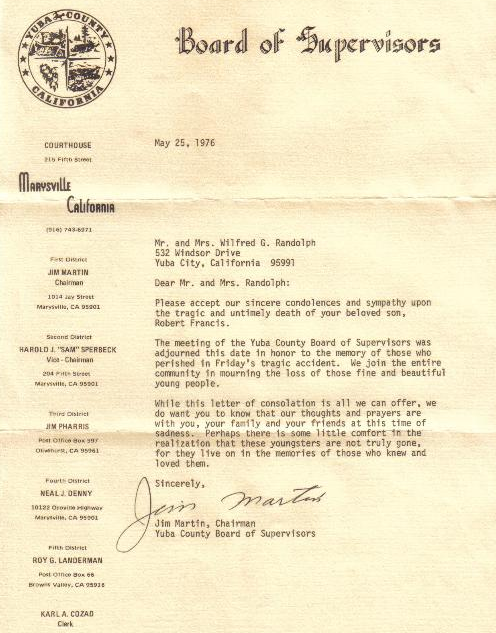 YUBA COUNTY
CALIFORNIA
Board of Supervisors
COURTHOUSE
215 Fifth Street
Marysville
California
(916) 743-6271
First District
JIM MARTIN
Chairman
1014 Jay Street
Marysville, CA 95901
Second District
HAROLD J. "SAM" SPERBECK
Vice - Chairman
204 Fifth Street
Marysville, CA 95901
Third District
JIM PHARRIS
Post Office Box 597
Olivehurst, CA 95961
Fourth District
NEAL J. DENNY
10122 Oroville Highway
Marysville, CA 95901
Fifth District
ROY G. LANDERMAN
Post Office Box 66
Browns Valley, CA 95918
KARL A. COZAD
Clerk
May 25, 1976
Mr. and Mrs. Wilfred G. Randolph
532 Windsor Drive
Yuba City, California 95991
Dear Mr. and Mrs. Randolph:
Please accept our sincere condolences and sympathy upon
the tragic and untimely death of your beloved son,
Robert Francis.
The meeting of the Yuba County Board of Supervisors was
adjourned this date in honor to the memory of those who
perished in Friday's tragic accident. We join the entire
community in mourning the loss of those fine and beautiful
young people.
While this letter of consolation is all we can offer, we
do want you to know that our thoughts and prayers are
with you, your family and your friends at this time of
sadness. Perhaps there is some little comfort in the
realization that these youngsters are not truly gone,
for they live on in the memories of those who knew and
loved them.
Sincerely,
Jim Martin
Jim Martin, Chairman
Yuba County Board of Supervisors